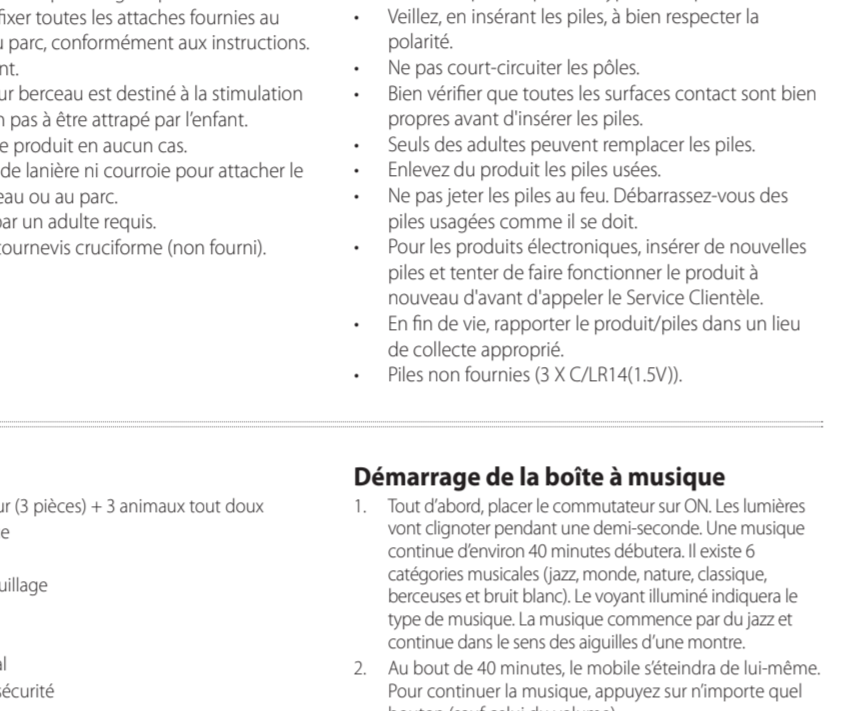 fixer toutes les attaches fournies au
parc, conformément aux instructions.
berceau est destiné à la stimulation
pas à être attrapé par l'enfant.
produit en aucun cas.
de lanière ni courroie pour attacher le
ou au parc.
par un adulte requis.
tournevis cruciforme (non fourni).
• Veillez, en insérant les piles, à bien respecter la
polarité.
• Ne pas court-circuiter les pôles.
• Bien vérifier que toutes les surfaces contact sont bien
propres avant d'insérer les piles.
• Seuls des adultes peuvent remplacer les piles.
• Enlevez du produit les piles usées.
• Ne pas jeter les piles au feu. Débarrassez-vous des
piles usagées comme il se doit.
• Pour les produits électroniques, insérer de nouvelles
piles et tenter de faire fonctionner le produit à
nouveau d'avant d'appeler le Service Clientèle.
• En fin de vie, rapporter le produit/piles dans un lieu
de collecte approprié.
• Piles non fournies (3 X C/LR14(1.5V)).
(3 pièces) + 3 animaux tout doux
sécurité
Démarrage de la boîte à musique
1. Tout d'abord, placer le commutateur sur ON. Les lumières
vont clignoter pendant une demi-seconde. Une musique
continue d'environ 40 minutes débutera. Il existe 6
catégories musicales (jazz, monde, nature, classique,
berceuses et bruit blanc). Le voyant illuminé indiquera le
type de musique. La musique commence par du jazz et
continue dans le sens des aiguilles d'une montre.
2. Au bout de 40 minutes, le mobile s'éteindra de lui-même.
Pour continuer la musique, appuyez sur n'importe quel